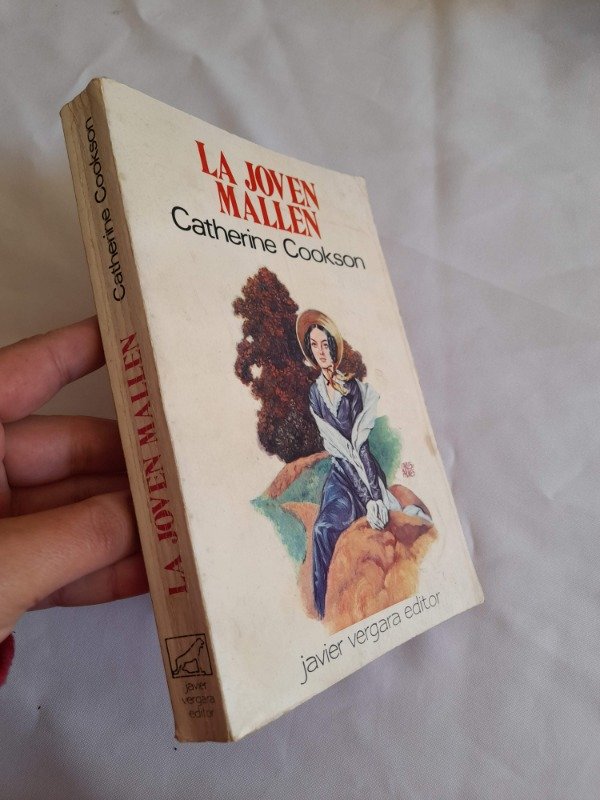 LA JOVEN
MALLEN
Catherine Cookson
javier vergara editor
Catherine Cookson
LA JOVEN MALLEN
javier
vergara
editor